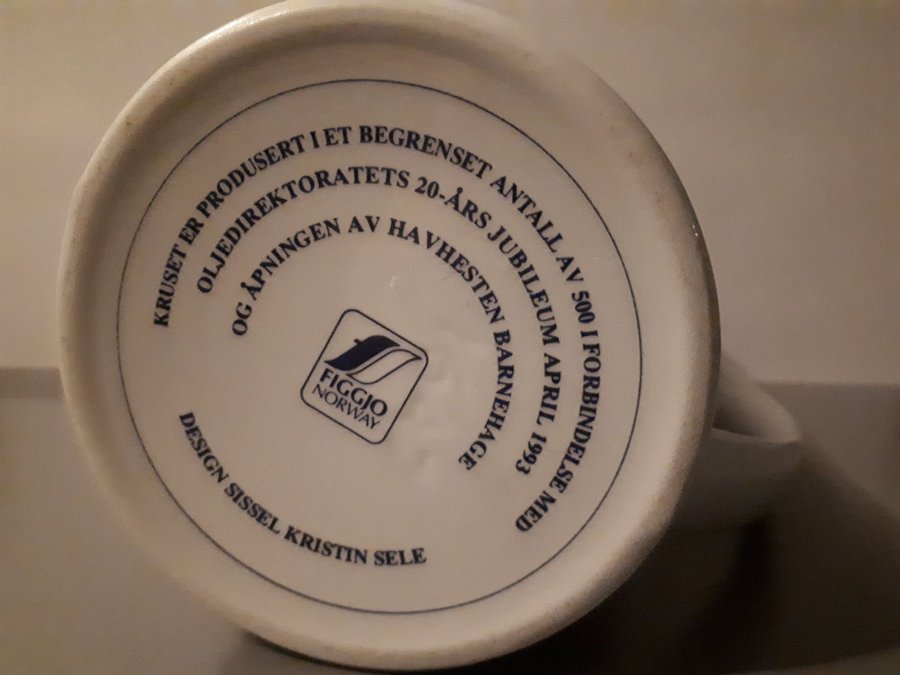 KRUSET ER PRODUSERT I ET BEGRENSET ANTALL AV 500 I FORBINDELSE MED
OLJEDIREKTORATETS 20-ÅRS JUBILEUM APRIL 1993
OG ÅPNINGEN AV HAVHESTEN BARNEHAGE
FIGGJO
NORWAY
DESIGN SISSEL KRISTIN SELE